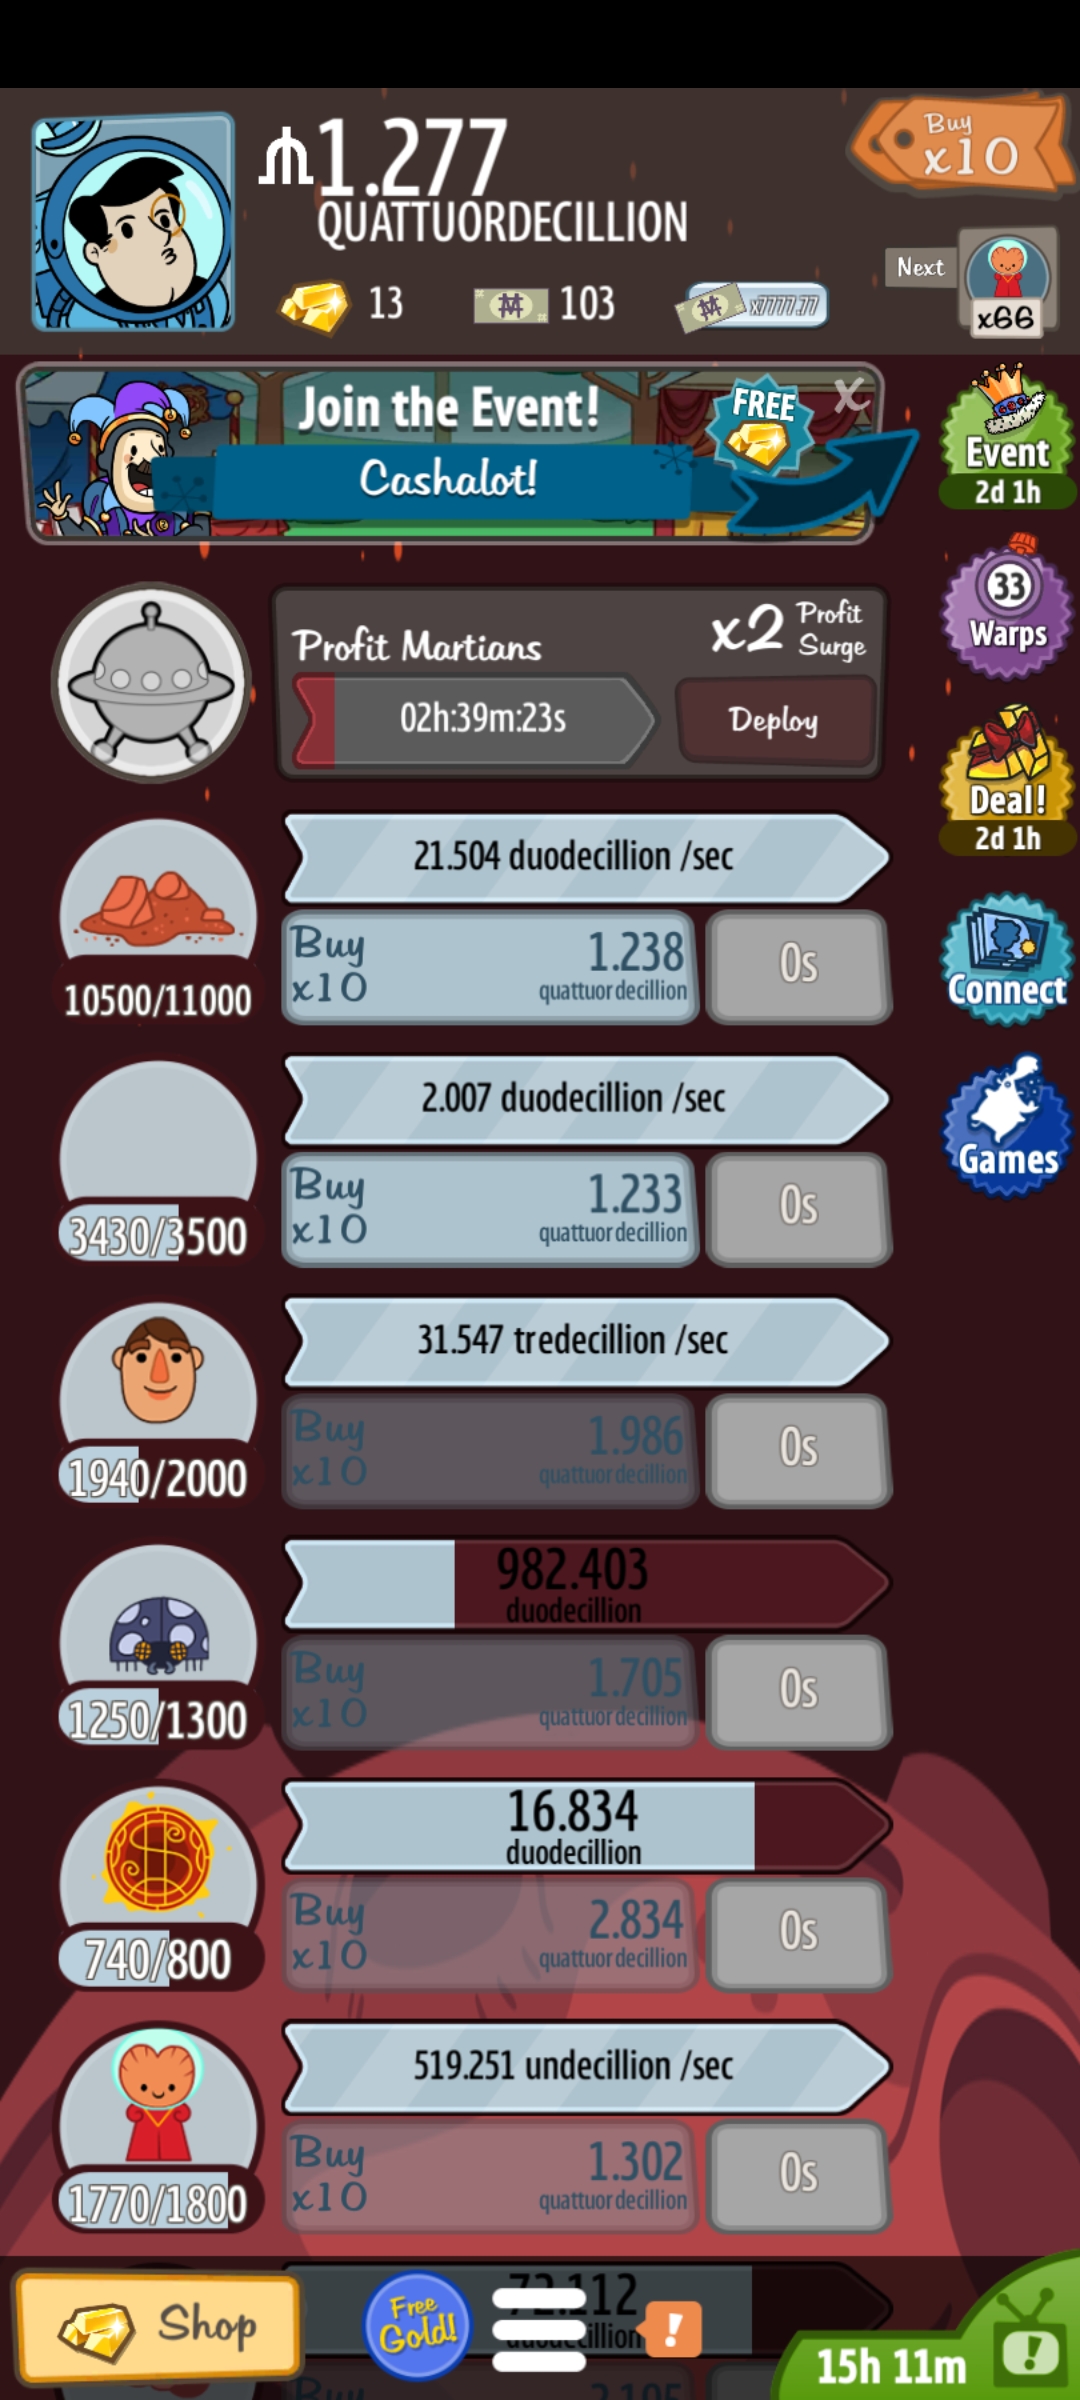 1.277
QUATTUORDECILLION
Buy
x10
13
103
x7777.77
Next
x66
Join the Event!
Cashalot!
FREE
X
Event
2d 1h
33
Warps
Profit Martians
x2 Profit
Surge
02h:39m:23s
Deploy
Deal!
2d 1h
21.504 duodecillion /sec
Buy
x10
1.238
quattuordecillion
0s
10500/11000
Connect
2.007 duodecillion /sec
Buy
x10
1.233
quattuordecillion
0s
3430/3500
Games
31.547 tredecillion /sec
Buy
x10
1.986
quattuordecillion
0s
1940/2000
982.403
duodecillion
Buy
x10
1.705
quattuordecillion
0s
1250/1300
16.834
duodecillion
Buy
x10
2.834
quattuordecillion
0s
740/800
519.251 undecillion /sec
Buy
x10
1.302
quattuordecillion
0s
1770/1800
Shop
Free
Gold!
!
15h 11m
!